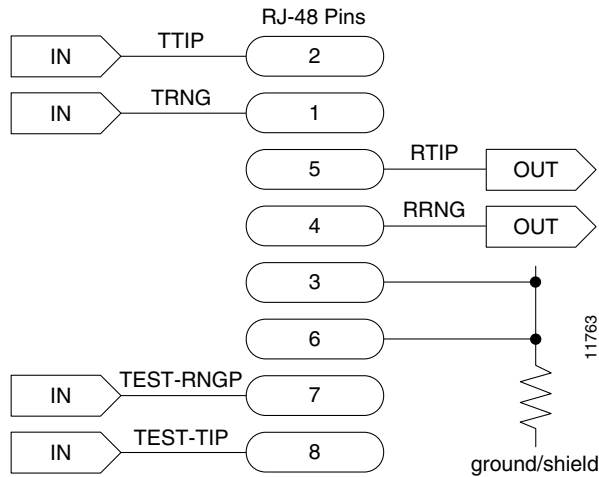 RJ-48 Pins
IN TTIP 2
IN TRNG 1
5 RTIP OUT
4 RRNG OUT
3
6
IN TEST-RNGP 7
IN TEST-TIP 8
ground/shield
11763